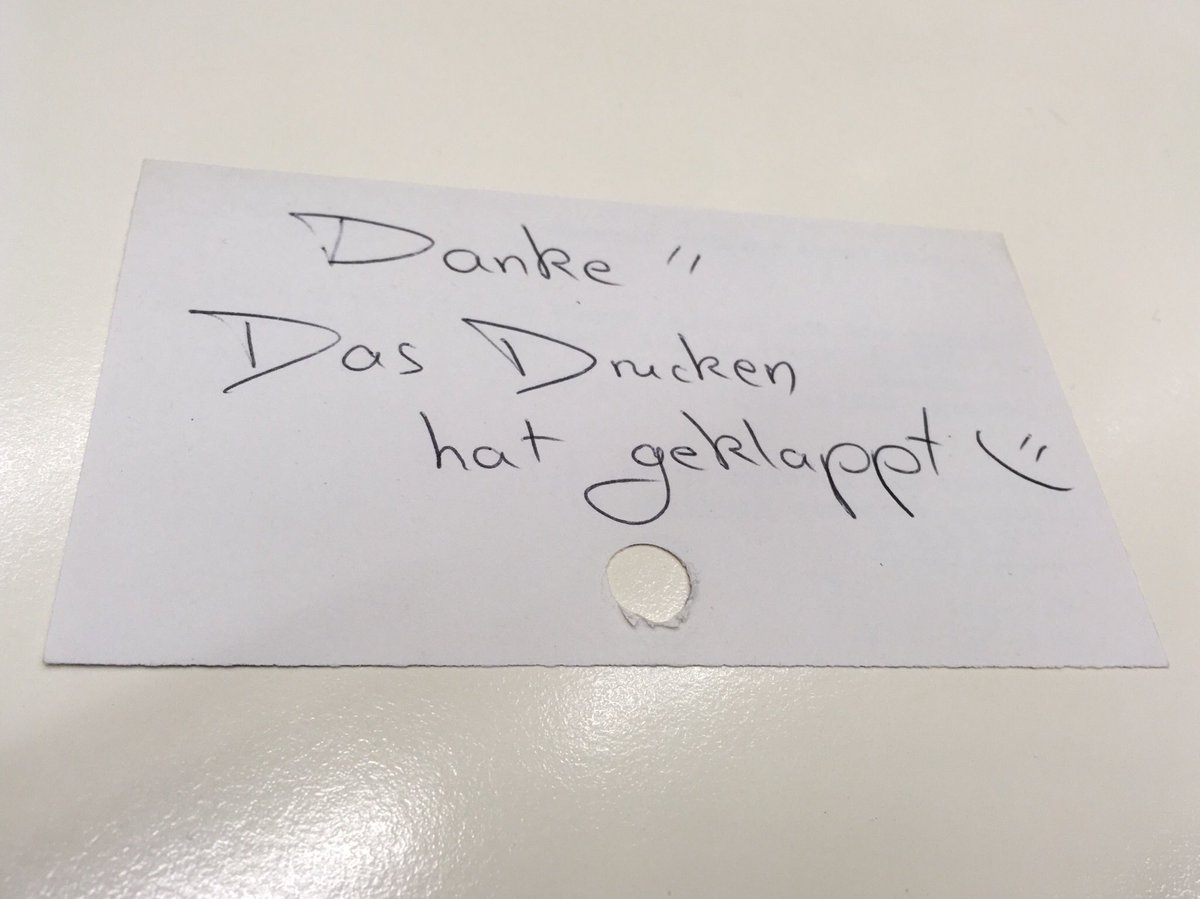 Danke "
Das Drucken
hat geklappt